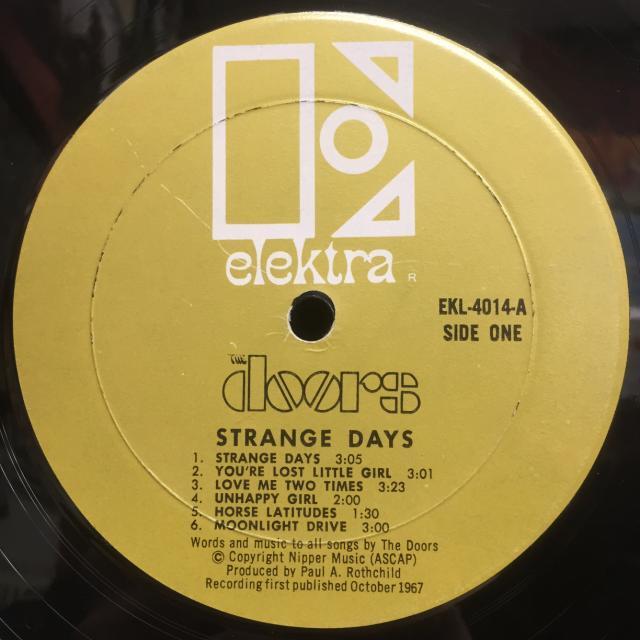 elektra ®
EKL-4014-A
SIDE ONE
THE doors
STRANGE DAYS
1. STRANGE DAYS 3:05
2. YOU'RE LOST LITTLE GIRL 3:01
3. LOVE ME TWO TIMES 3:23
4. UNHAPPY GIRL 2:00
5. HORSE LATITUDES 1:30
6. MOONLIGHT DRIVE 3:00
Words and music to all songs by The Doors
© Copyright Nipper Music (ASCAP)
Produced by Paul A. Rothchild
Recording first published October 1967